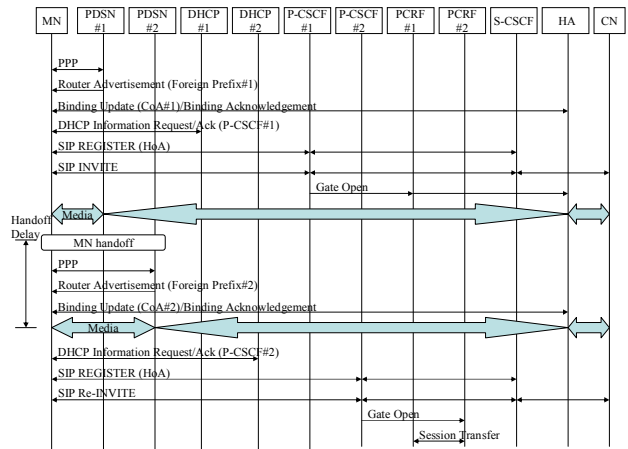 MN
PDSN
#1
PDSN
#2
DHCP
#1
DHCP
#2
P-CSCF
#1
P-CSCF
#2
PCRF
#1
PCRF
#2
S-CSCF
HA
CN
PPP
Router Advertisement (Foreign Prefix#1)
Binding Update (CoA#1)/Binding Acknowledgement
DHCP Information Request/Ack (P-CSCF#1)
SIP REGISTER (HoA)
SIP INVITE
Gate Open
Media
Handoff
Delay
MN handoff
PPP
Router Advertisement (Foreign Prefix#2)
Binding Update (CoA#2)/Binding Acknowledgement
Media
DHCP Information Request/Ack (P-CSCF#2)
SIP REGISTER (HoA)
SIP Re-INVITE
Gate Open
Session Transfer